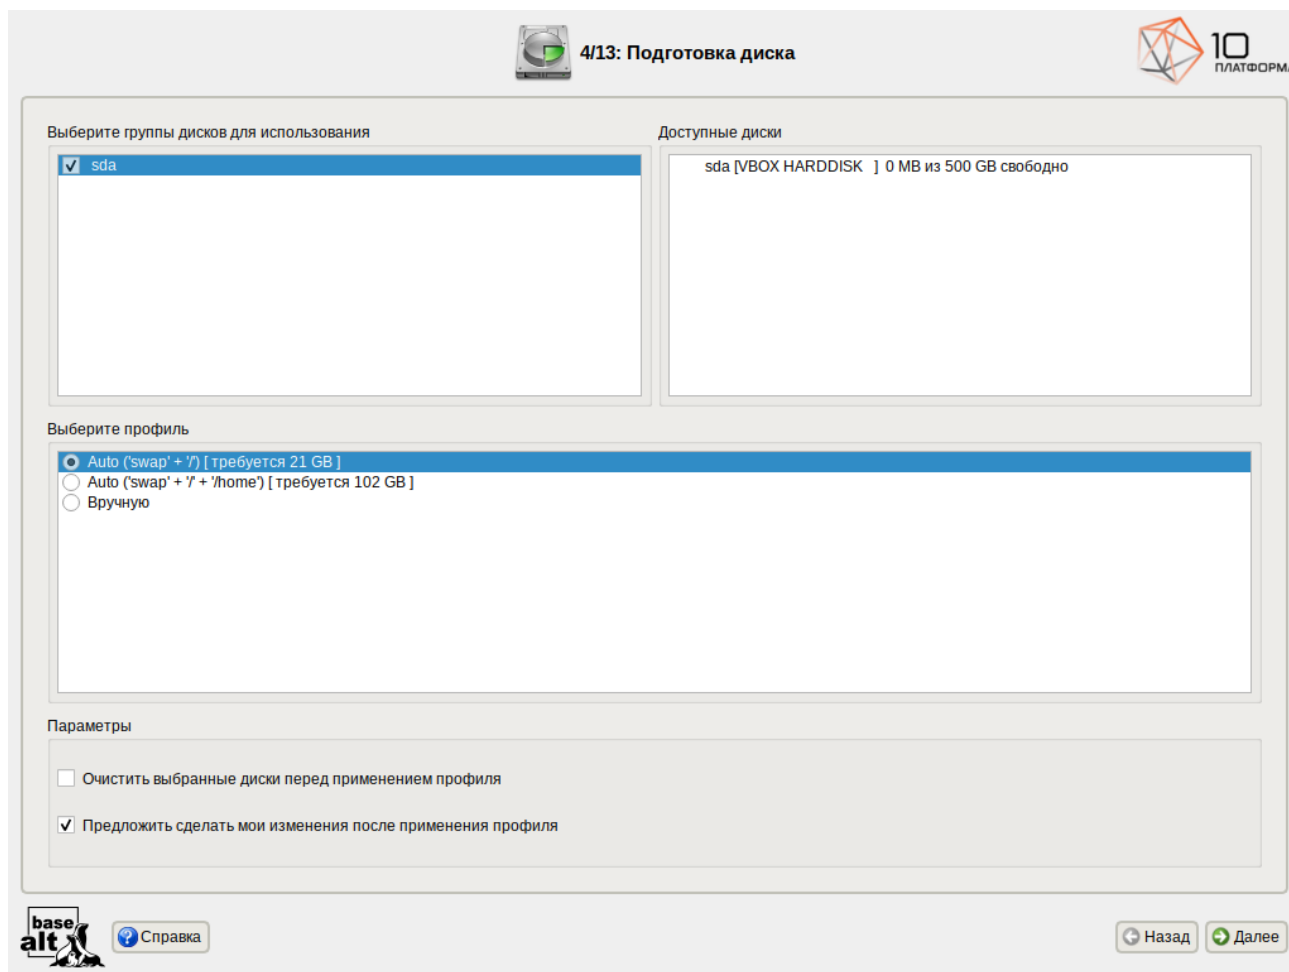 4/13: Подготовка диска
10
ПЛАТФОРМА
Выберите группы дисков для использования
Доступные диски
sda
sda [VBOX HARDDISK   ] 0 MB из 500 GB свободно
Выберите профиль
Auto ('swap' + '/') [ требуется 21 GB ]
Auto ('swap' + '/' + '/home') [ требуется 102 GB ]
Вручную
Параметры
Очистить выбранные диски перед применением профиля
Предложить сделать мои изменения после применения профиля
base
alt
Справка
Назад
Далее